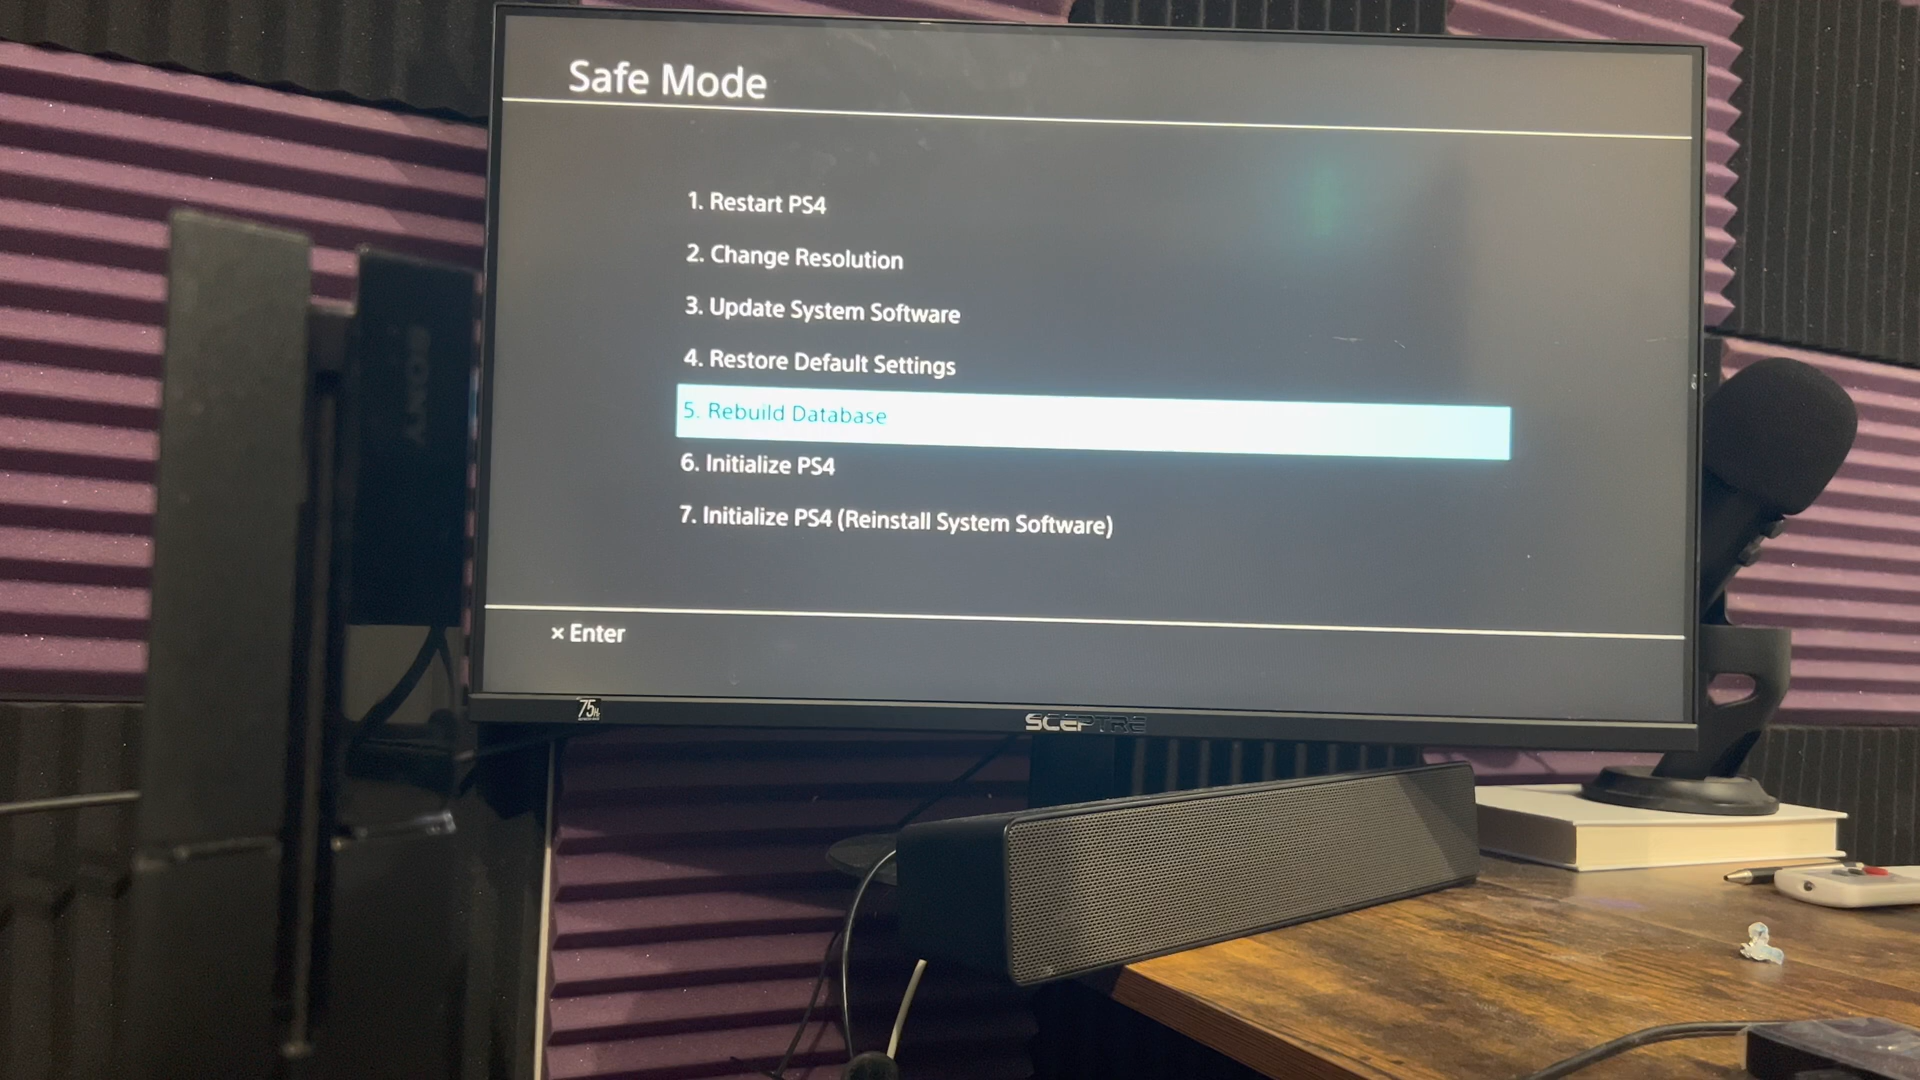 Safe Mode
1. Restart PS4
2. Change Resolution
3. Update System Software
4. Restore Default Settings
5. Rebuild Database
6. Initialize PS4
7. Initialize PS4 (Reinstall System Software)
× Enter
75Hz
SCEPTRE
SONY